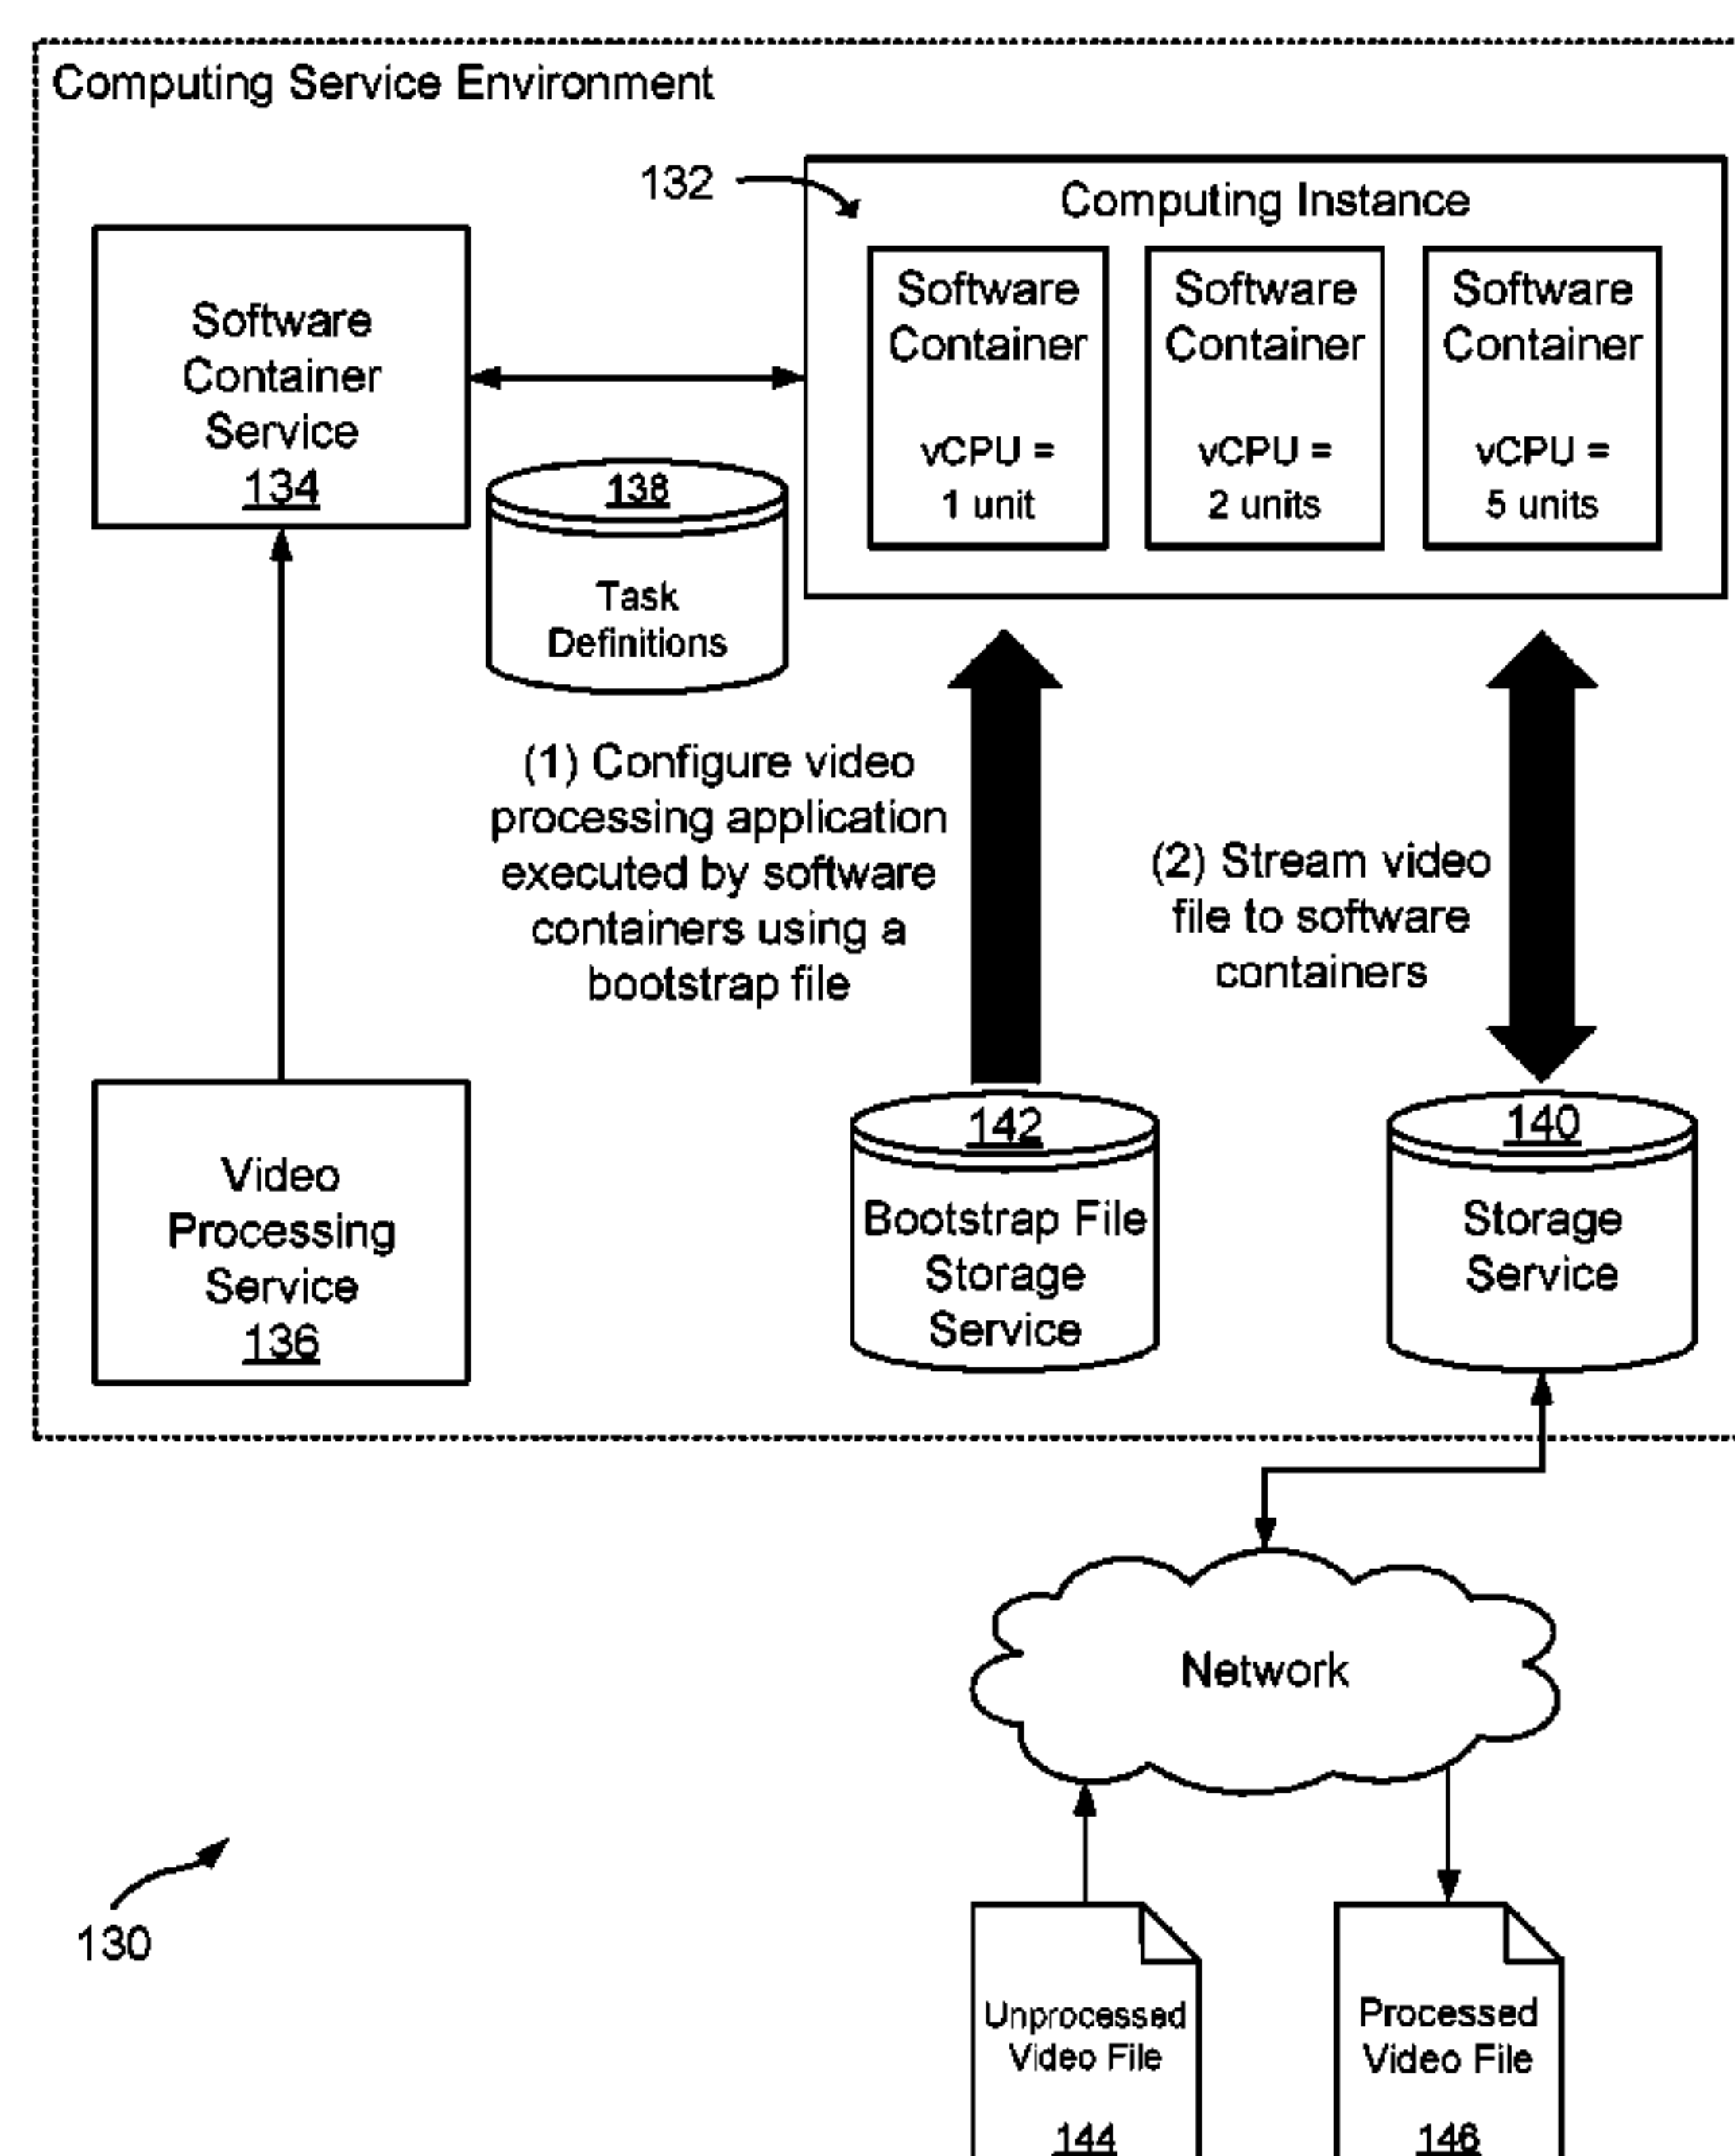 Computing Service Environment
132
Computing Instance
Software
Container
Service
134
Software
Container
vCPU =
1 unit
Software
Container
vCPU =
2 units
Software
Container
vCPU =
5 units
138
Task
Definitions
(1) Configure video
processing application
executed by software
containers using a
bootstrap file
(2) Stream video
file to software
containers
Video
Processing
Service
136
142
Bootstrap File
Storage
Service
140
Storage
Service
Network
130
Unprocessed
Video File
144
Processed
Video File
146